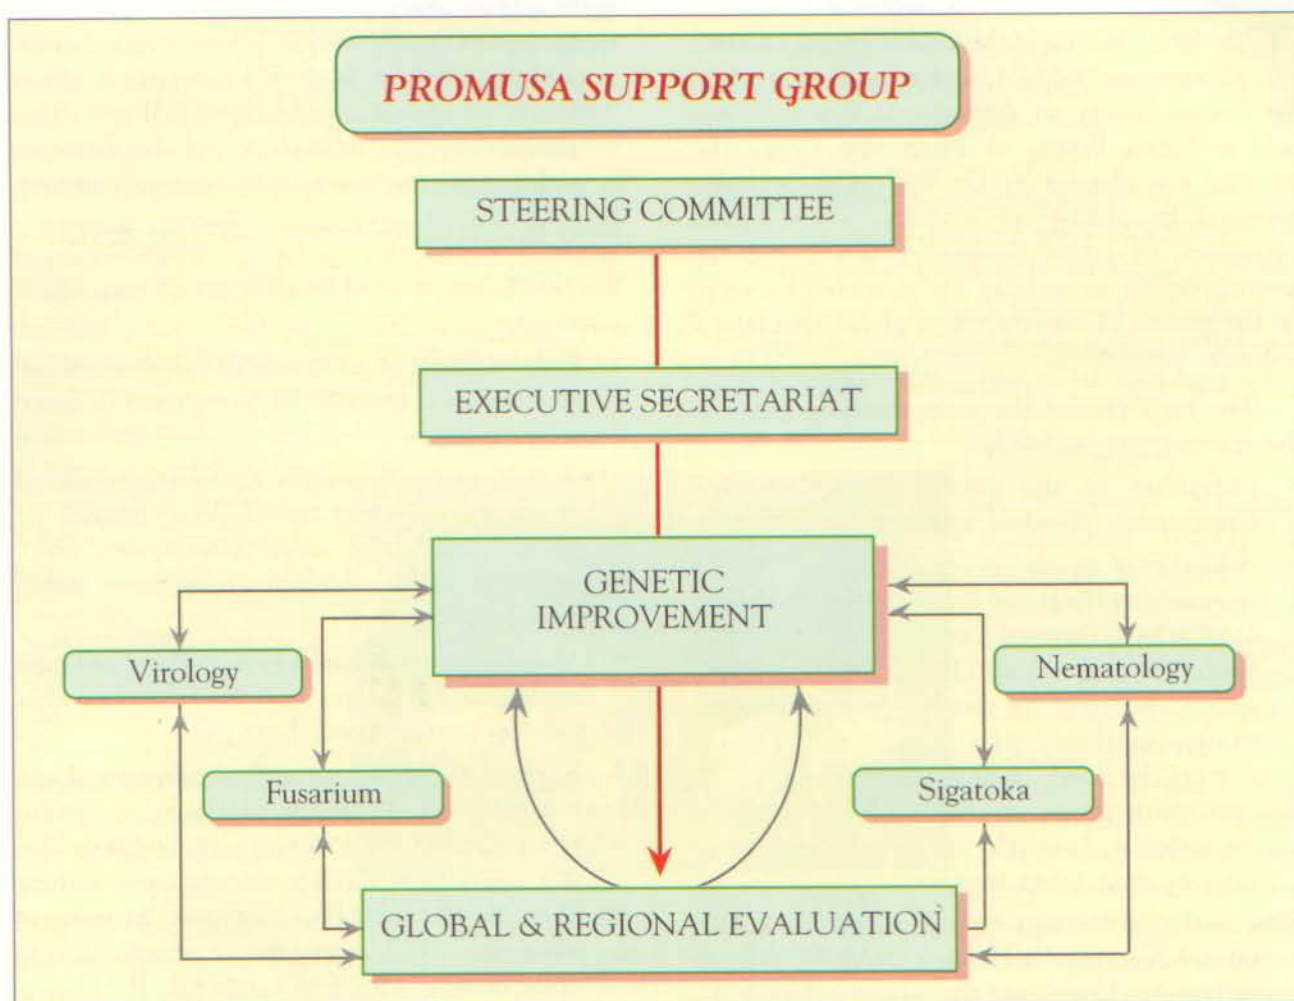 PROMUSA SUPPORT GROUP
STEERING COMMITTEE
EXECUTIVE SECRETARIAT
GENETIC
IMPROVEMENT
Virology
Nematology
Fusarium
Sigatoka
GLOBAL & REGIONAL EVALUATION